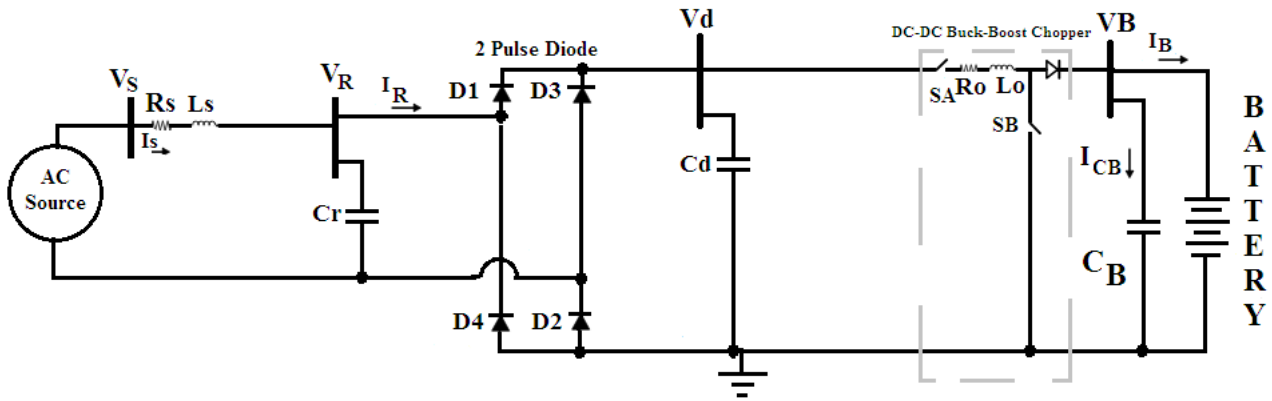 Vd
DC-DC Buck-Boost Chopper
VB
IB
2 Pulse Diode
VS
VR
IR
D1
D3
Rs Ls
Is
SA
Ro Lo
SB
AC
Source
Cr
Cd
ICB
CB
D4
D2
BATTERY